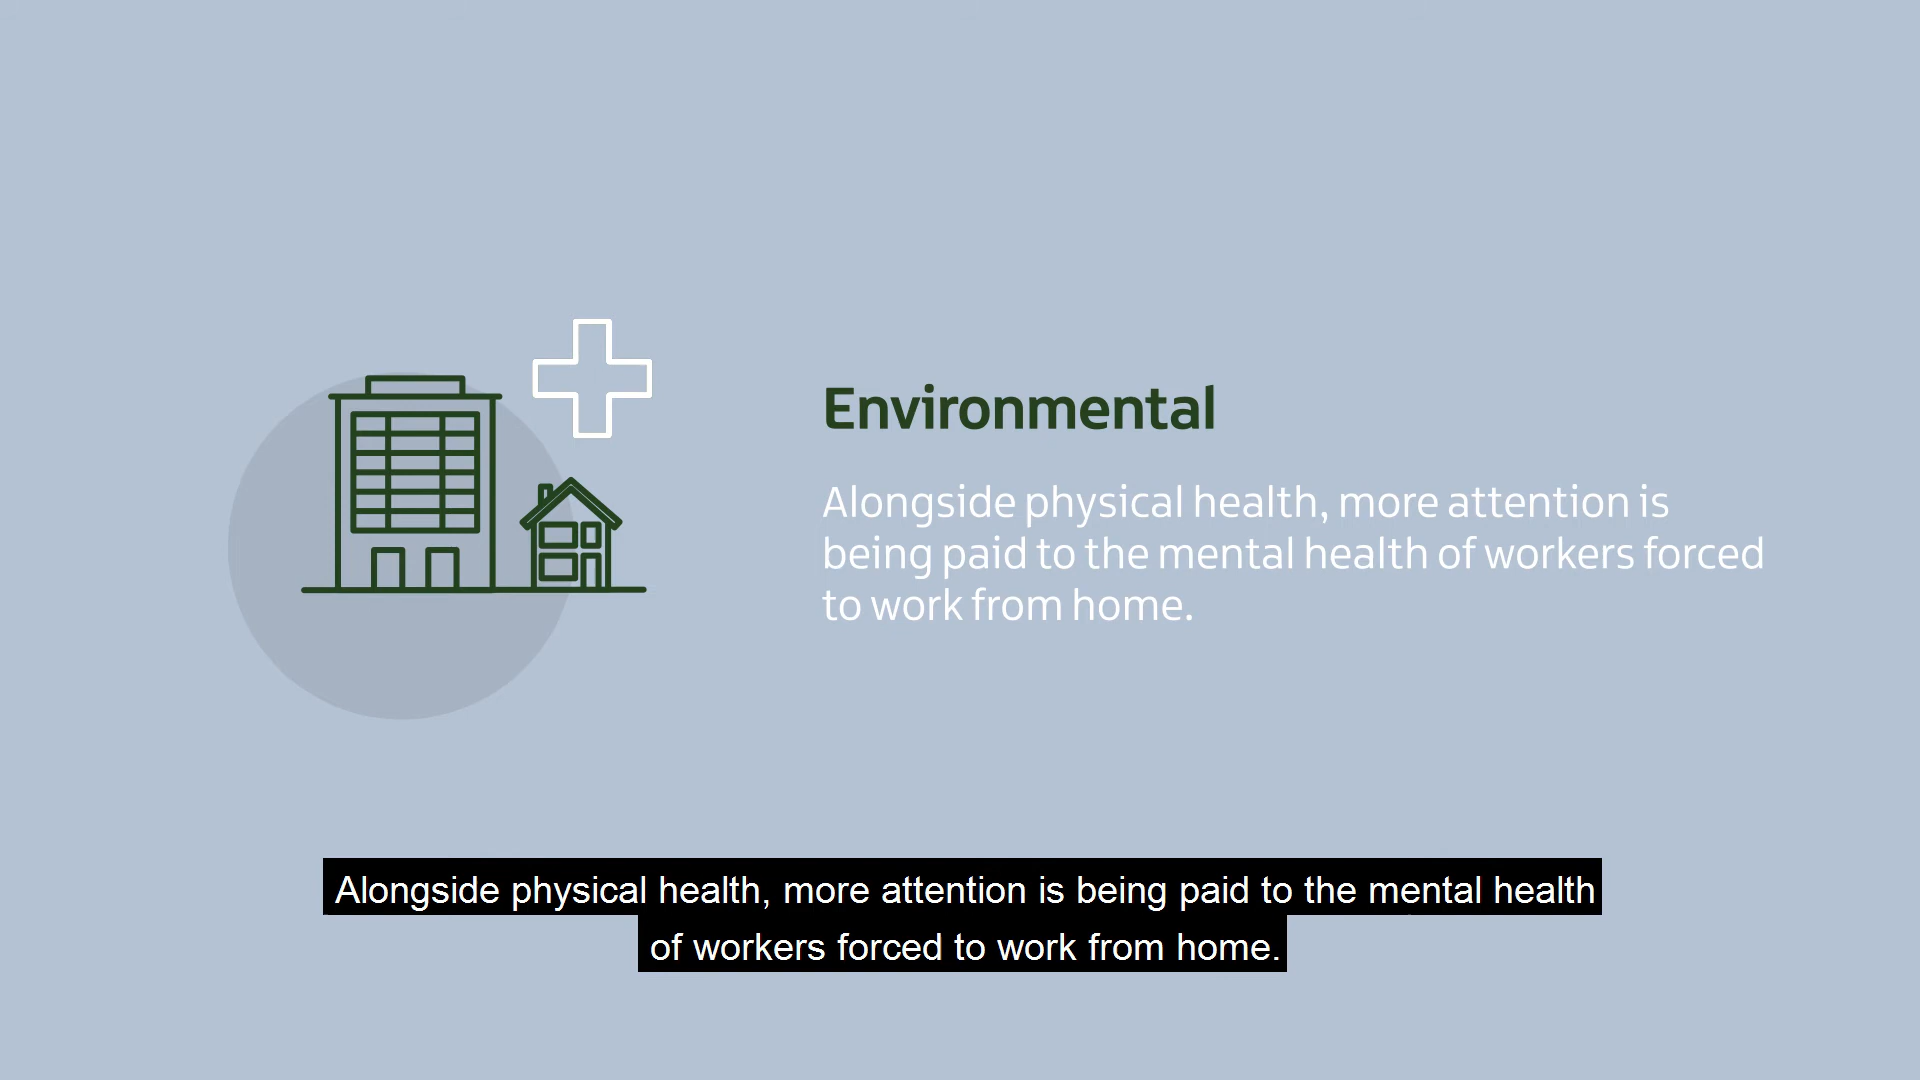 Environmental
Alongside physical health, more attention is
being paid to the mental health of workers forced
to work from home.
Alongside physical health, more attention is being paid to the mental health
of workers forced to work from home.